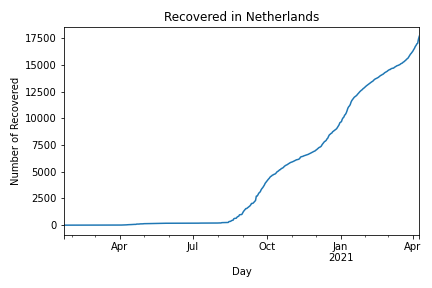 Recovered in Netherlands
17500
15000
12500
10000
7500
5000
2500
0
Number of Recovered
Apr
Jul
Oct
Jan
2021
Apr
Day